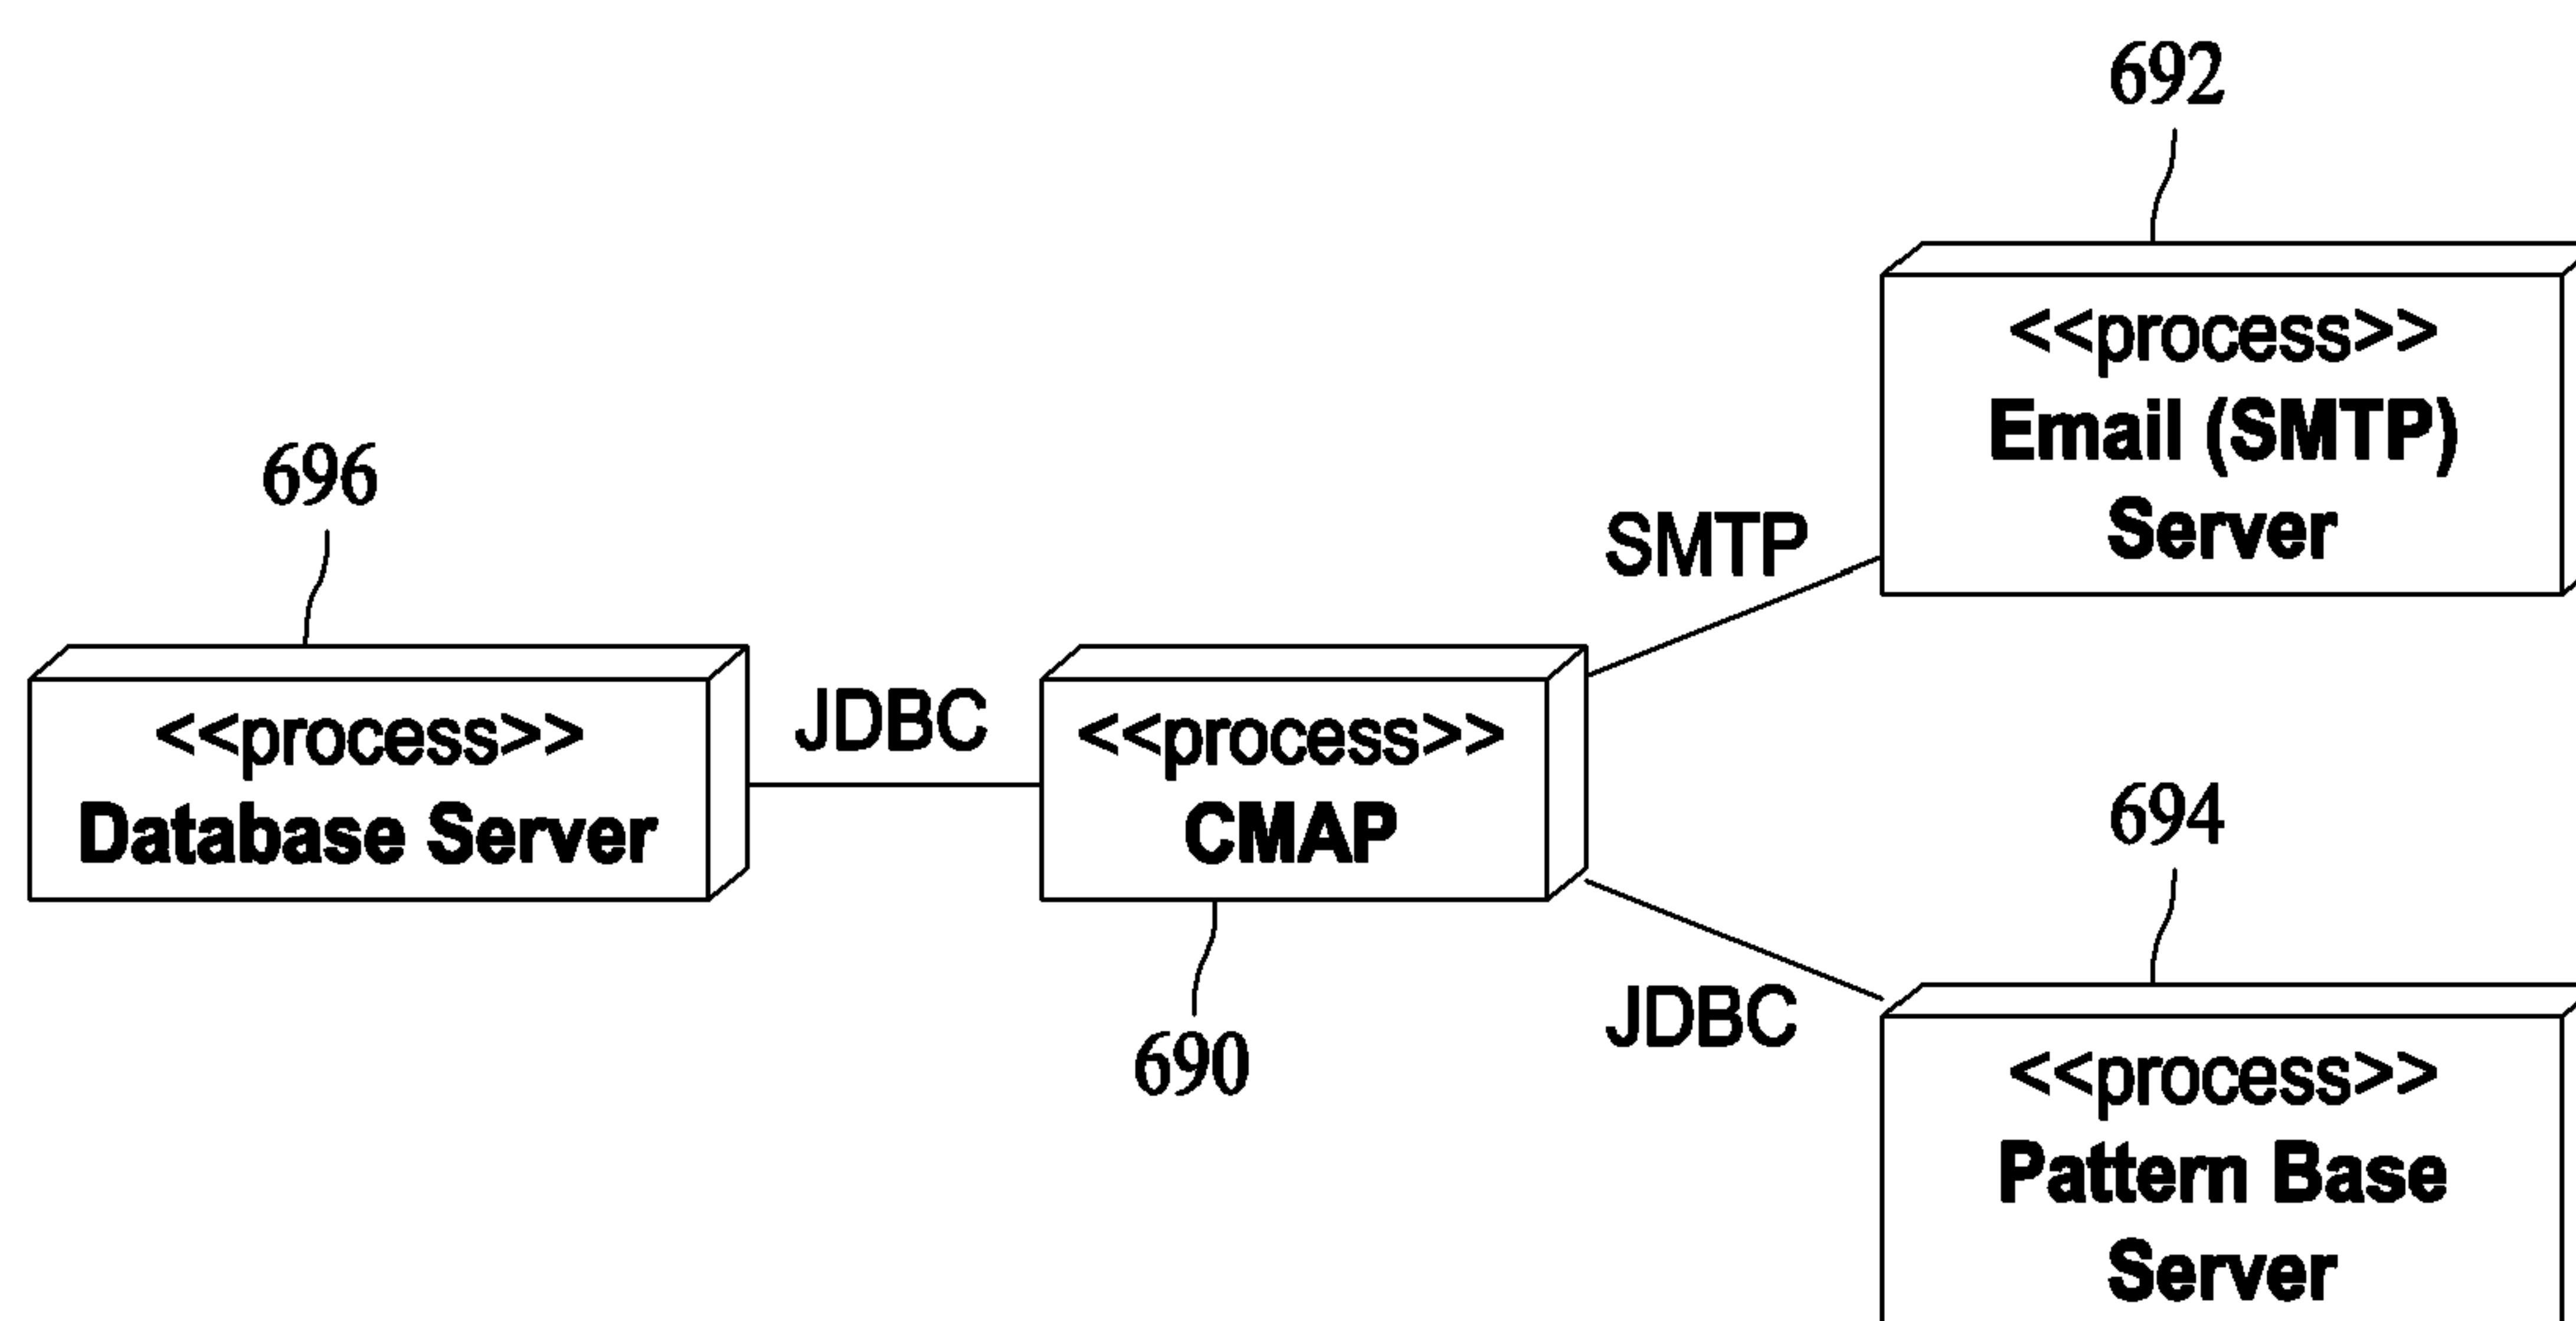 692
<<process>>
Email (SMTP)
Server
SMTP
696
<<process>>
Database Server
JDBC
<<process>>
CMAP
690
694
JDBC
<<process>>
Pattern Base
Server